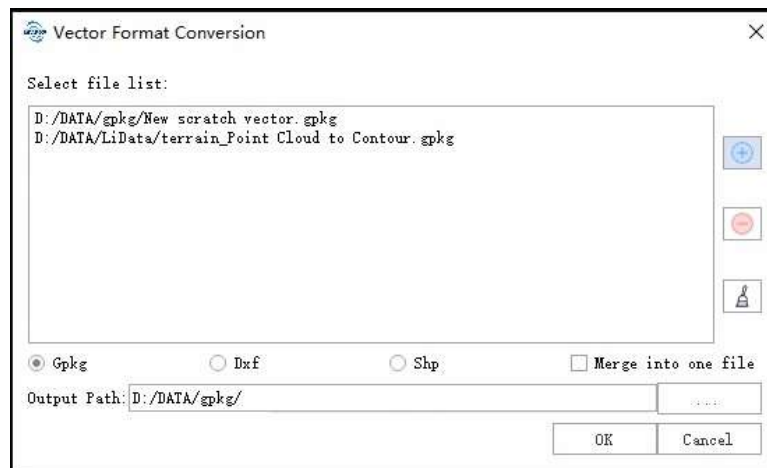 Vector Format Conversion
Select file list:
D:/DATA/gpkg/New scratch vector.gpkg
D:/DATA/LiData/terrain_Point Cloud to Contour.gpkg
Gpkg Dxf Shp Merge into one file
Output Path: D:/DATA/gpkg/ ...
OK Cancel